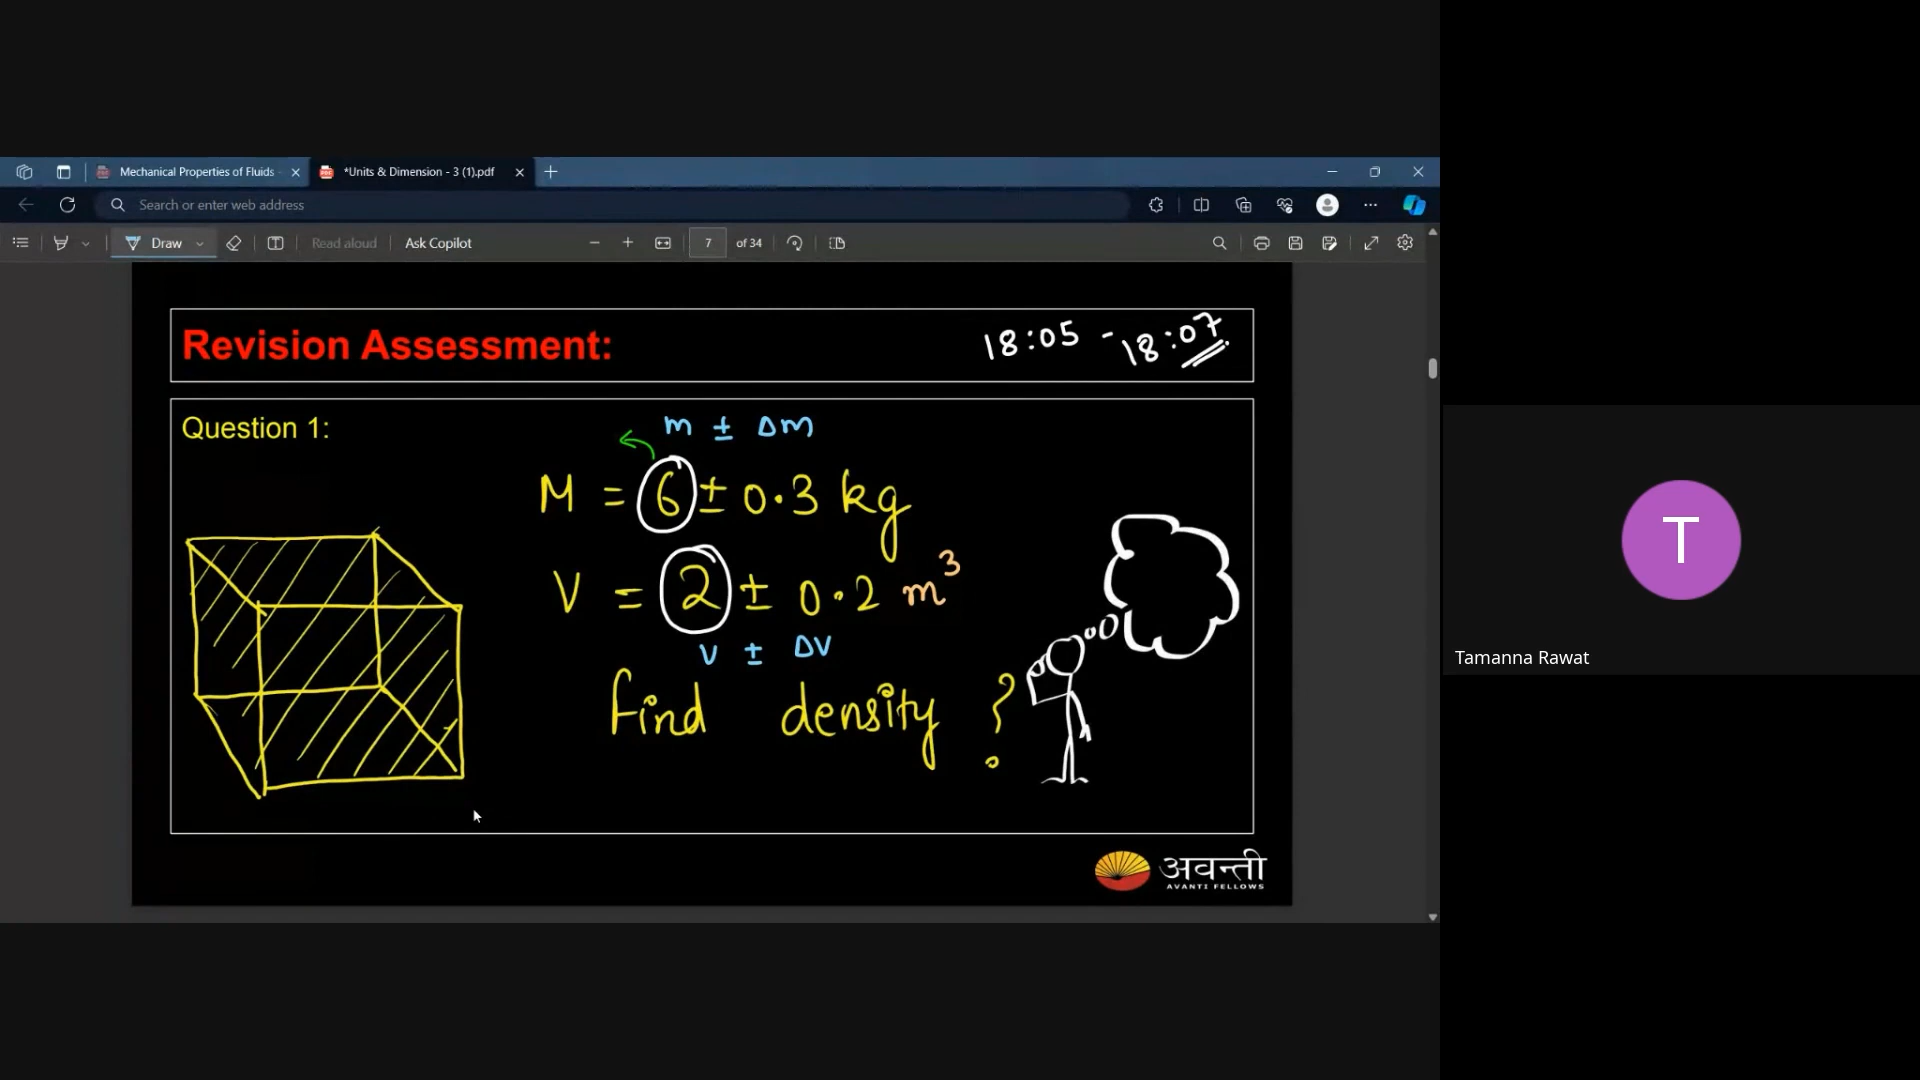 Mechanical Properties of Fluids -
*Units & Dimension - 3 (1).pdf
Search or enter web address
Draw
Read aloud
Ask Copilot
7 of 34
Revision Assessment:
18:05 - 18:07
Question 1:
m ± Δm
M = 6 ± 0.3 kg
V = 2 ± 0.2 m³
V ± ΔV
find density ?
अवन्ती
AVANTI FELLOWS
T
Tamanna Rawat